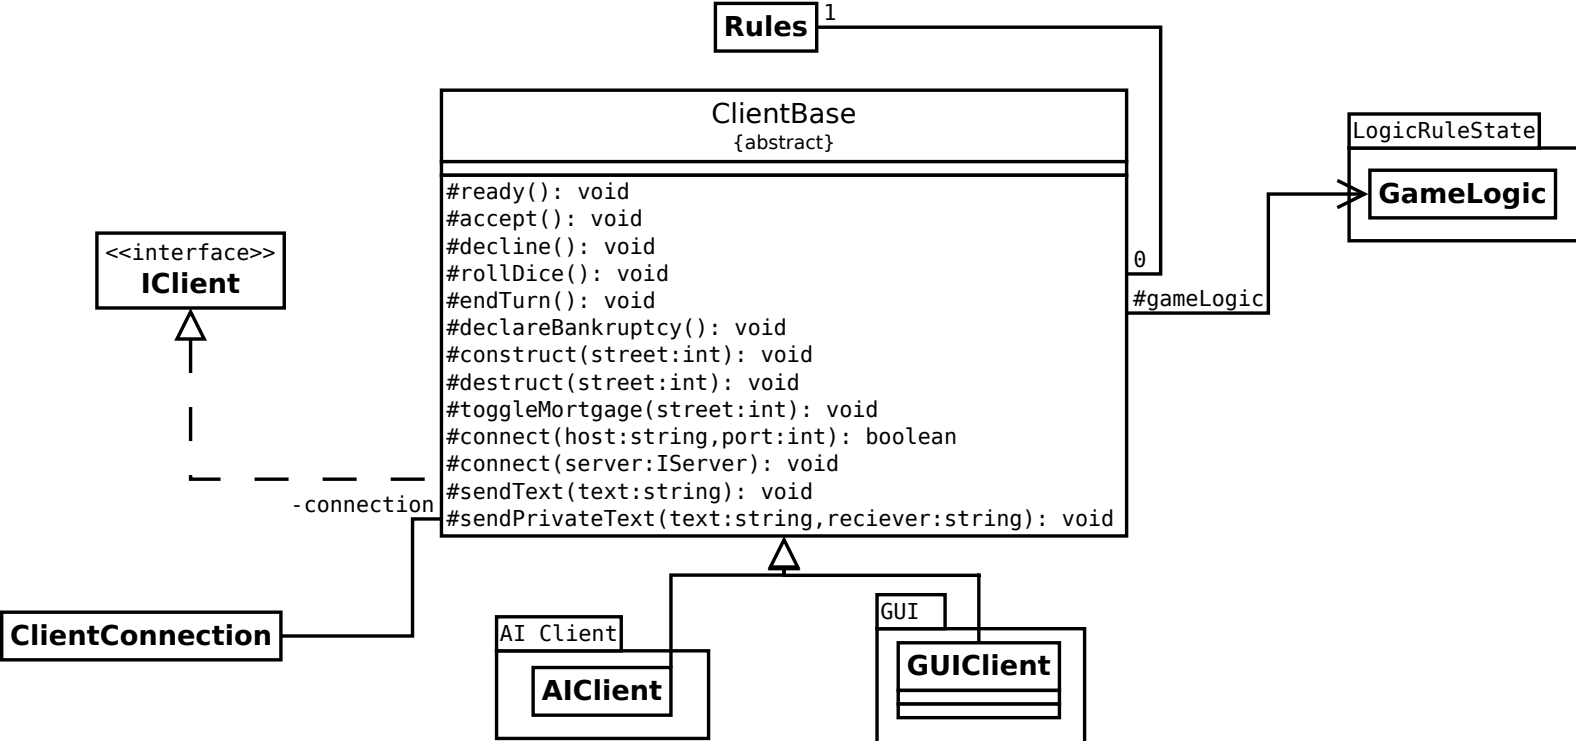 Rules
1
ClientBase
{abstract}
#ready(): void
#accept(): void
#decline(): void
#rollDice(): void
#endTurn(): void
#declareBankruptcy(): void
#construct(street:int): void
#destruct(street:int): void
#toggleMortgage(street:int): void
#connect(host:string,port:int): boolean
#connect(server:IServer): void
#sendText(text:string): void
#sendPrivateText(text:string,reciever:string): void
0
#gameLogic
LogicRuleState
GameLogic
<<interface>>
IClient
-connection
ClientConnection
AI Client
AIClient
GUI
GUIClient